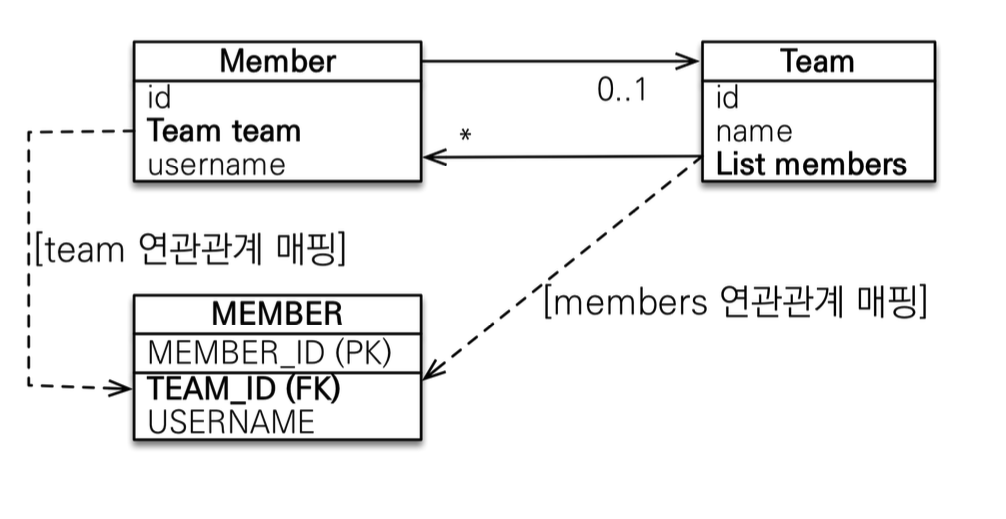 Member
id
Team team
username
0..1
*
Team
id
name
List members
[team 연관관계 매핑]
[members 연관관계 매핑]
MEMBER
MEMBER_ID (PK)
TEAM_ID (FK)
USERNAME